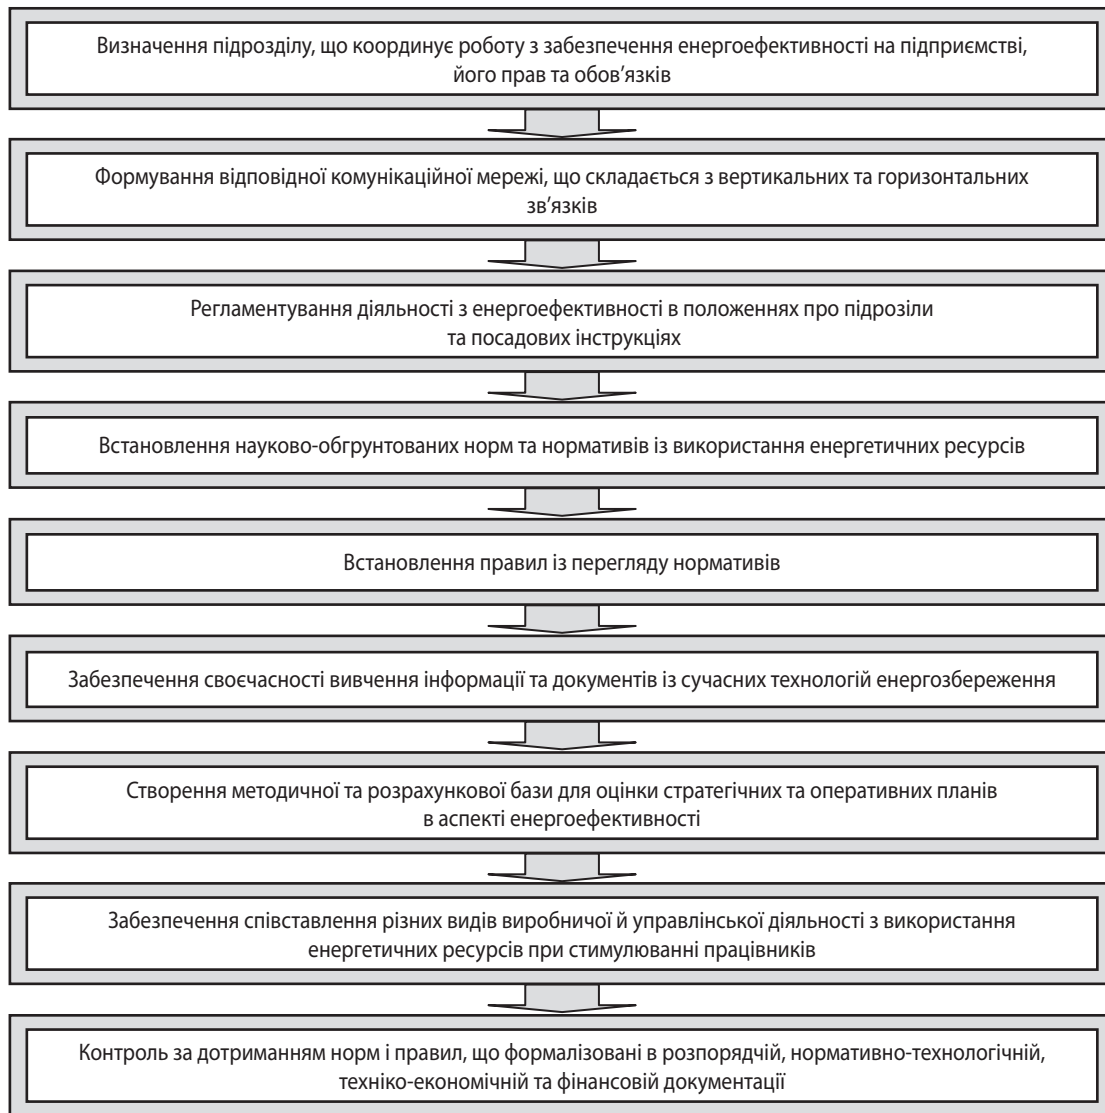 Визначення підрозділу, що координує роботу з забезпечення енергоефективності на підприємстві,
його прав та обов’язків
Формування відповідної комунікаційної мережі, що складається з вертикальних та горизонтальних
зв’язків
Регламентування діяльності з енергоефективності в положеннях про підрозіли
та посадових інструкціях
Встановлення науково-обгрунтованих норм та нормативів із використання енергетичних ресурсів
Встановлення правил із перегляду нормативів
Забезпечення своєчасності вивчення інформації та документів із сучасних технологій енергозбереження
Створення методичної та розрахункової бази для оцінки стратегічних та оперативних планів
в аспекті енергоефективності
Забезпечення співставлення різних видів виробничої й управлінської діяльності з використання
енергетичних ресурсів при стимулюванні працівників
Контроль за дотриманням норм і правил, що формалізовані в розпорядчій, нормативно-технологічній,
техніко-економічній та фінансовій документації